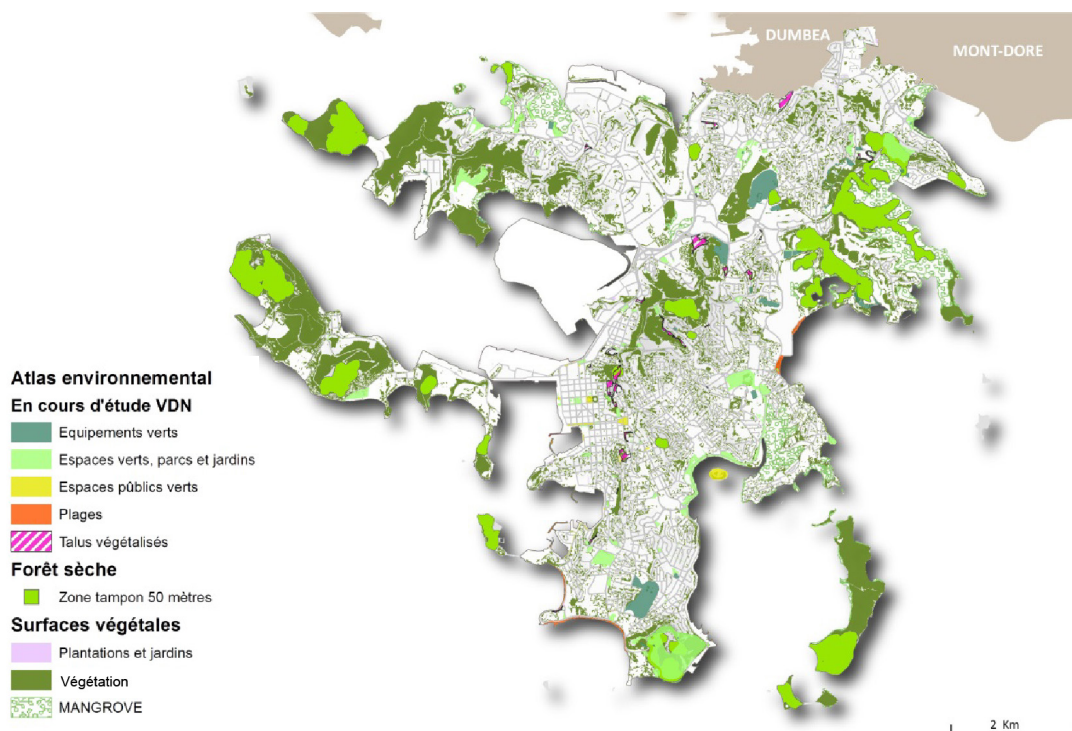 DUMBEA
MONT-DORE
Atlas environnemental
En cours d'étude VDN
Equipements verts
Espaces verts, parcs et jardins
Espaces pûblics verts
Plages
Talus végétalisés
Forêt sèche
Zone tampon 50 mètres
Surfaces végétales
Plantations et jardins
Végétation
MANGROVE
2 Km